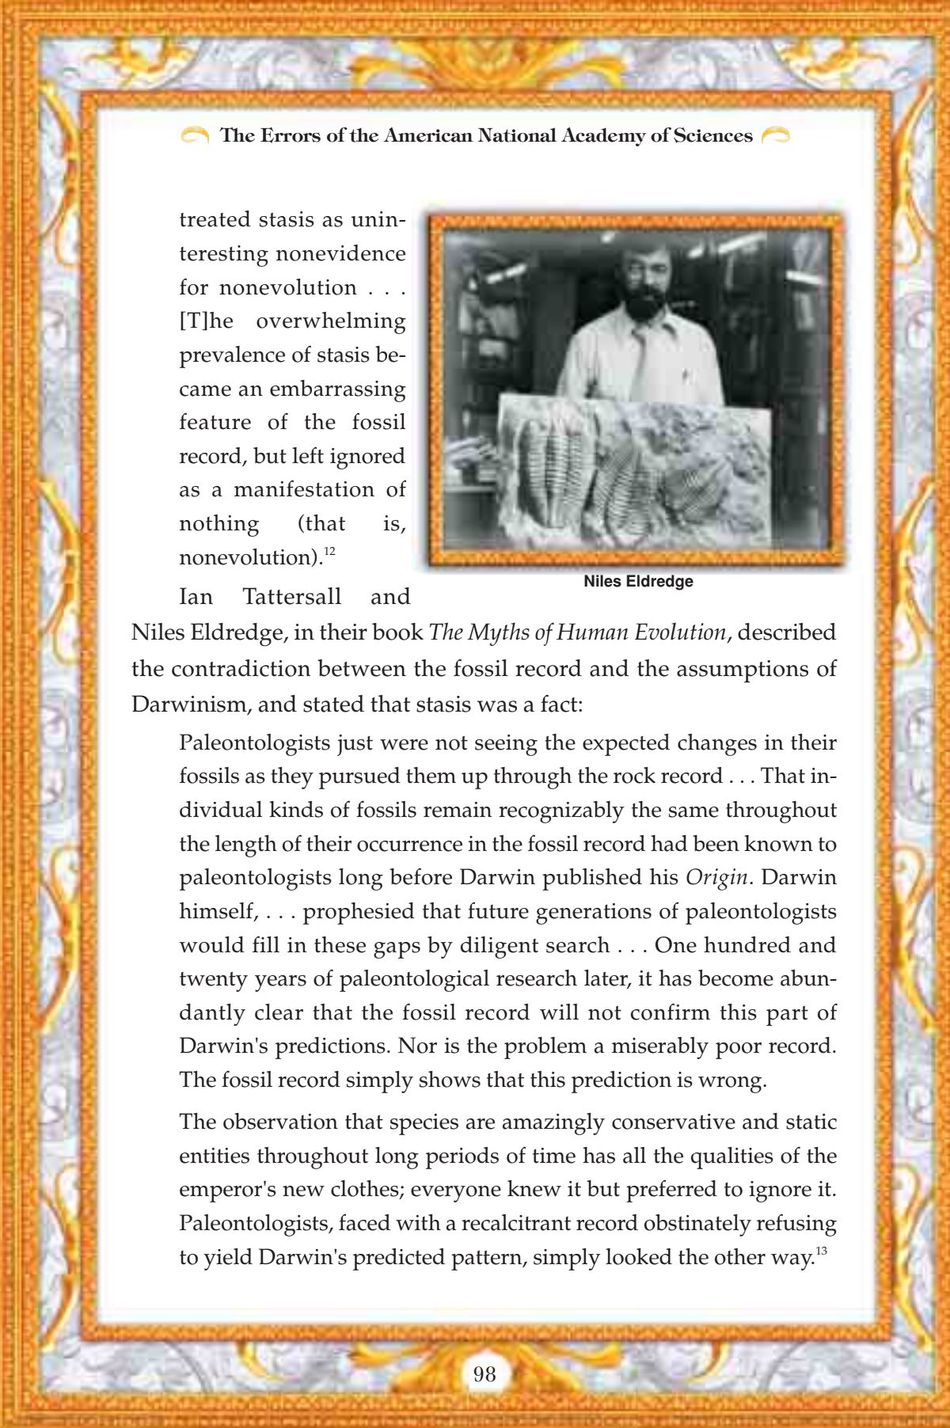 The Errors of the American National Academy of Sciences
treated stasis as unin-
teresting nonevidence
for nonevolution . . .
[T]he overwhelming
prevalence of stasis be-
came an embarrassing
feature of the fossil
record, but left ignored
as a manifestation of
nothing (that is,
nonevolution).12
Niles Eldredge
Ian Tattersall and
Niles Eldredge, in their book The Myths of Human Evolution, described
the contradiction between the fossil record and the assumptions of
Darwinism, and stated that stasis was a fact:
Paleontologists just were not seeing the expected changes in their
fossils as they pursued them up through the rock record . . . That in-
dividual kinds of fossils remain recognizably the same throughout
the length of their occurrence in the fossil record had been known to
paleontologists long before Darwin published his Origin. Darwin
himself, . . . prophesied that future generations of paleontologists
would fill in these gaps by diligent search . . . One hundred and
twenty years of paleontological research later, it has become abun-
dantly clear that the fossil record will not confirm this part of
Darwin's predictions. Nor is the problem a miserably poor record.
The fossil record simply shows that this prediction is wrong.
The observation that species are amazingly conservative and static
entities throughout long periods of time has all the qualities of the
emperor's new clothes; everyone knew it but preferred to ignore it.
Paleontologists, faced with a recalcitrant record obstinately refusing
to yield Darwin's predicted pattern, simply looked the other way.13
98